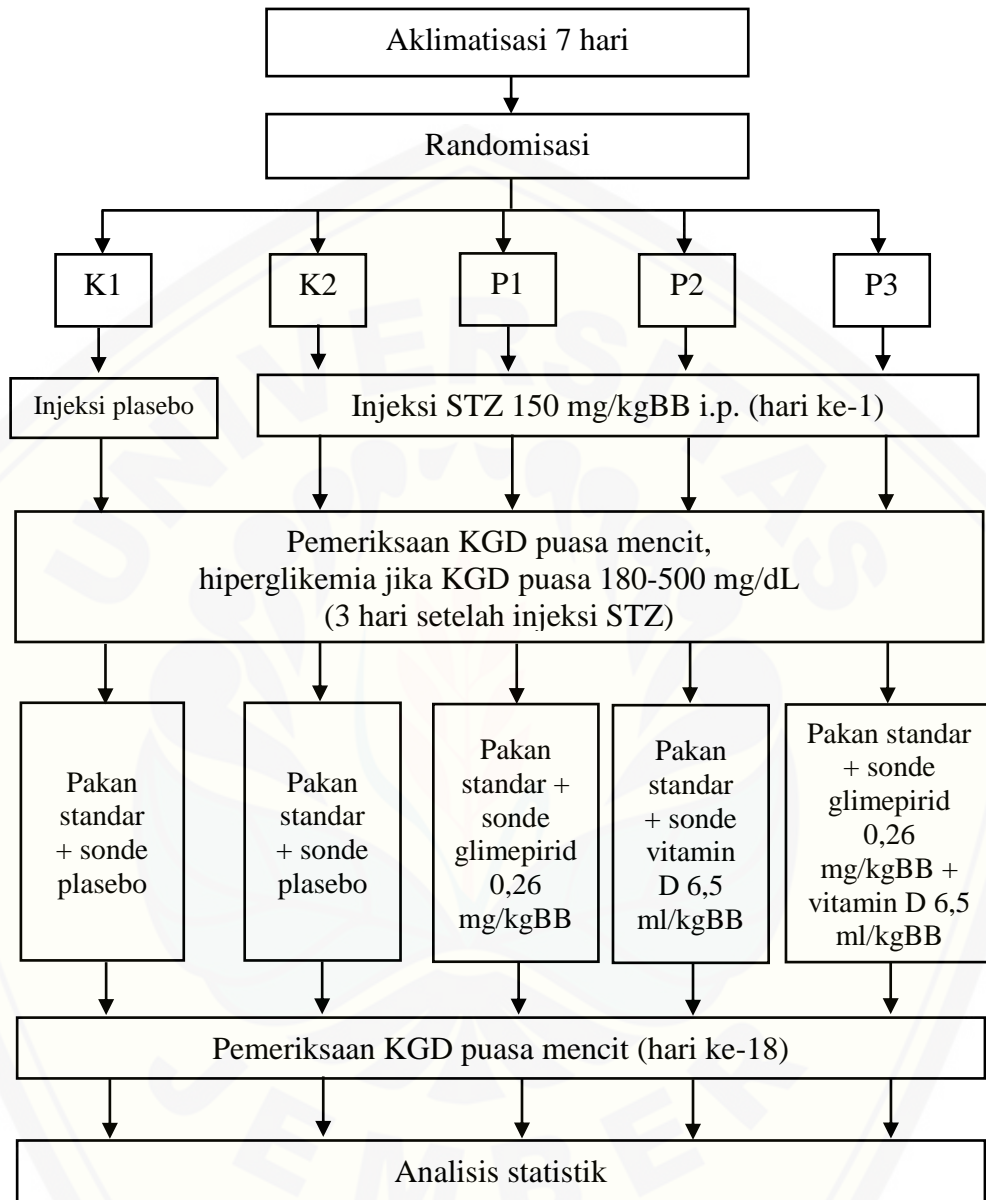 Aklimatisasi 7 hari
Randomisasi
K1
K2
P1
P2
P3
Injeksi plasebo
Injeksi STZ 150 mg/kgBB i.p. (hari ke-1)
Pemeriksaan KGD puasa mencit,
hiperglikemia jika KGD puasa 180-500 mg/dL
(3 hari setelah injeksi STZ)
Pakan
standar
+ sonde
plasebo
Pakan
standar
+ sonde
plasebo
Pakan
standar +
sonde
glimepirid
0,26
mg/kgBB
Pakan
standar
+ sonde
vitamin
D 6,5
ml/kgBB
Pakan standar
+ sonde
glimepirid
0,26
mg/kgBB +
vitamin D 6,5
ml/kgBB
Pemeriksaan KGD puasa mencit (hari ke-18)
Analisis statistik
UNIVERSITAS
JEMBER